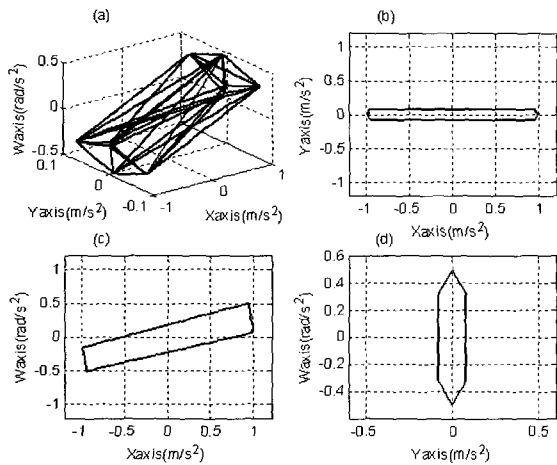 (a)
Waxis(rad/s²)
0.5
0
-0.5
0.1
0
-0.1
Yaxis(m/s²)
-1
0
1
Xaxis(m/s²)
(b)
Yaxis(m/s²)
1
0.5
0
-0.5
-1
-1 -0.5 0 0.5 1
Xaxis(m/s²)
(c)
Waxis(rad/s²)
1
0.5
0
-0.5
-1
-1 -0.5 0 0.5 1
Xaxis(m/s²)
(d)
Waxis(rad/s²)
0.6
0.4
0.2
0
-0.2
-0.4
-0.5 0 0.5
Yaxis(m/s²)